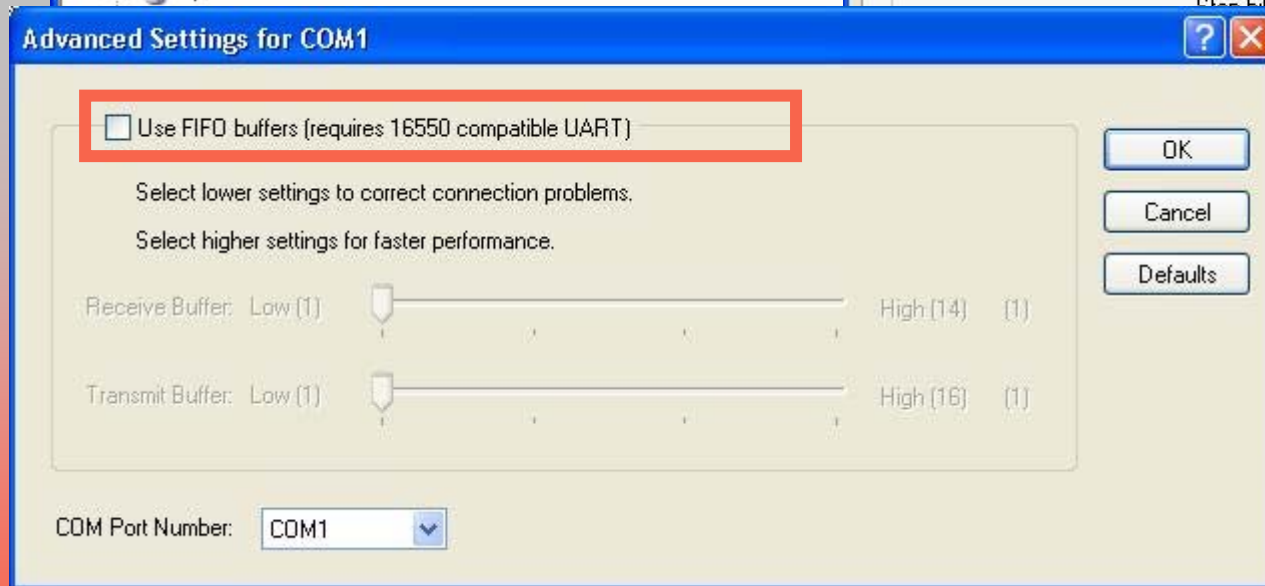 Advanced Settings for COM1
Use FIFO buffers (requires 16550 compatible UART)
OK
Select lower settings to correct connection problems.
Cancel
Select higher settings for faster performance.
Defaults
Receive Buffer: Low (1) High (14) (1)
Transmit Buffer: Low (1) High (16) (1)
COM Port Number: COM1